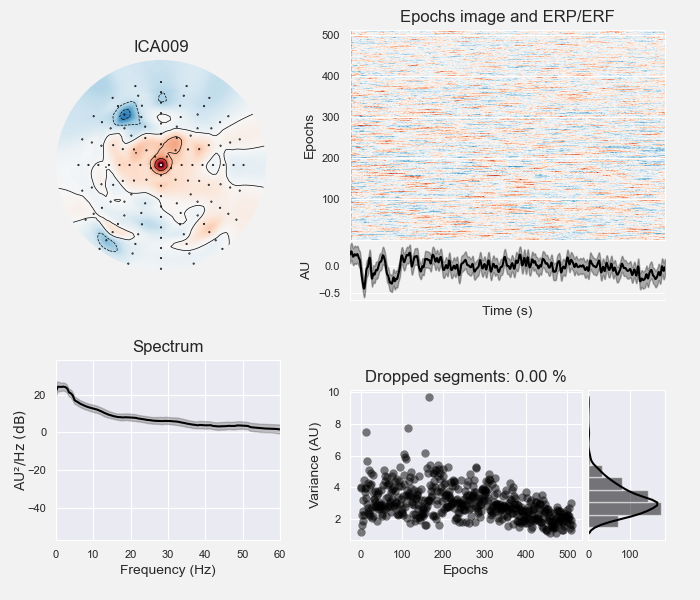 ICA009
Epochs image and ERP/ERF
Epochs
500
400
300
200
100
AU
0.0
−0.5
Time (s)
Spectrum
AU²/Hz (dB)
20
0
−20
−40
0 10 20 30 40 50 60
Frequency (Hz)
Dropped segments: 0.00 %
Variance (AU)
10
8
6
4
2
0 100 200 300 400 500
Epochs
0 100